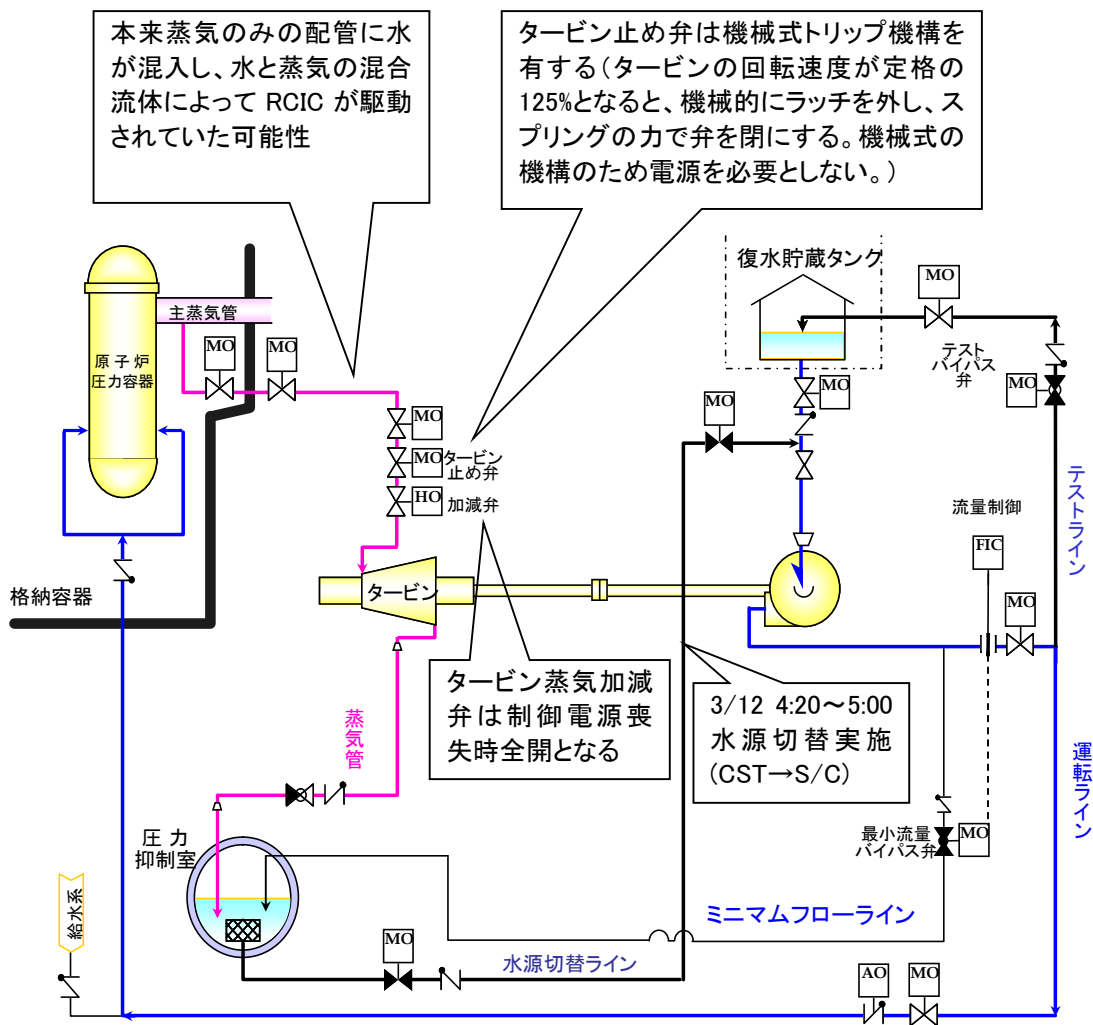 本来蒸気のみの配管に水
が混入し、水と蒸気の混合
流体によって RCIC が駆動
されていた可能性
タービン止め弁は機械式トリップ機構を
有する(タービンの回転速度が定格の
125%となると、機械的にラッチを外し、ス
プリングの力で弁を閉にする。機械式の
機構のため電源を必要としない。)
復水貯蔵タンク
MO
主蒸気管
原子炉
圧力容器
MO
MO
テスト
バイパス
弁
MO
MO
MO
MO
MO
タービン
止め弁
HO
加減弁
テストライン
流量制御
FIC
MO
格納容器
タービン
タービン蒸気加減
弁は制御電源喪
失時全開となる
3/12 4:20～5:00
水源切替実施
(CST→S/C)
蒸気管
運転ライン
圧力
抑制室
最小流量
バイパス弁
MO
給水系
ミニマムフローライン
MO
水源切替ライン
AO
MO